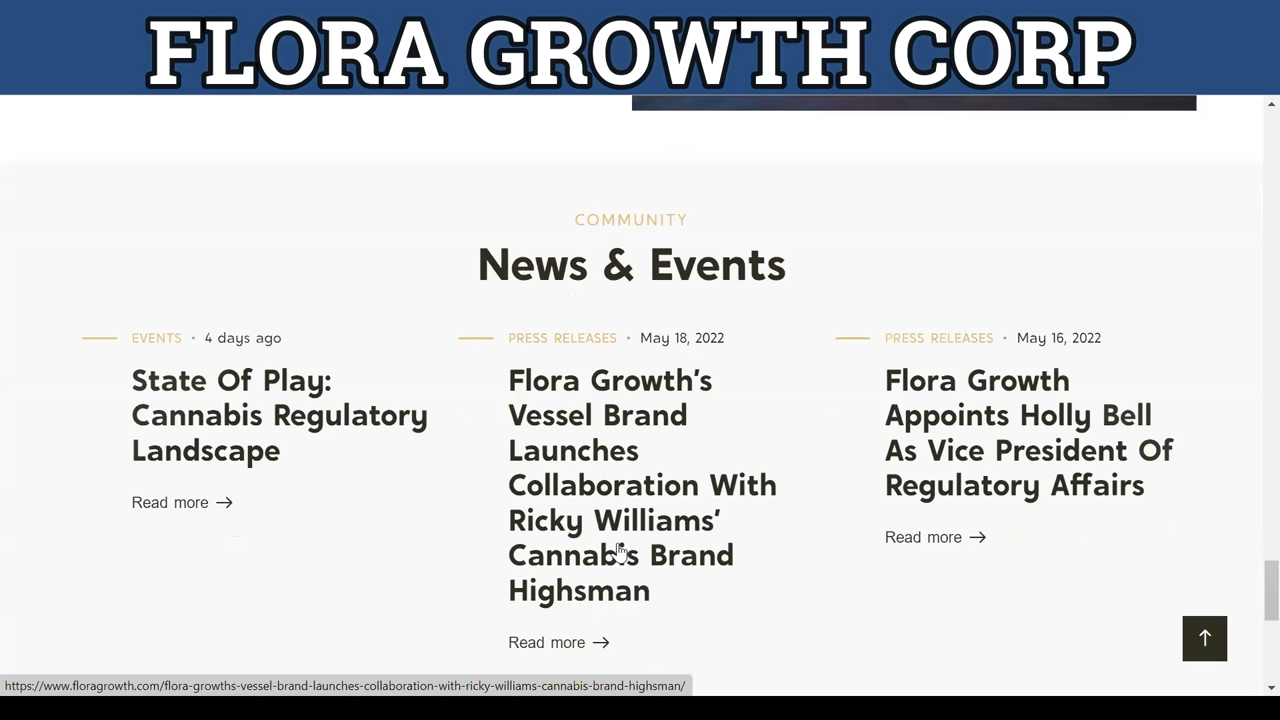 FLORA GROWTH CORP
COMMUNITY
News & Events
EVENTS • 4 days ago
State Of Play:
Cannabis Regulatory
Landscape
Read more →
PRESS RELEASES • May 18, 2022
Flora Growth's
Vessel Brand
Launches
Collaboration With
Ricky Williams'
Cannabis Brand
Highsman
Read more →
PRESS RELEASES • May 16, 2022
Flora Growth
Appoints Holly Bell
As Vice President Of
Regulatory Affairs
Read more →
https://www.floragrowth.com/flora-growths-vessel-brand-launches-collaboration-with-ricky-williams-cannabis-brand-highsman/